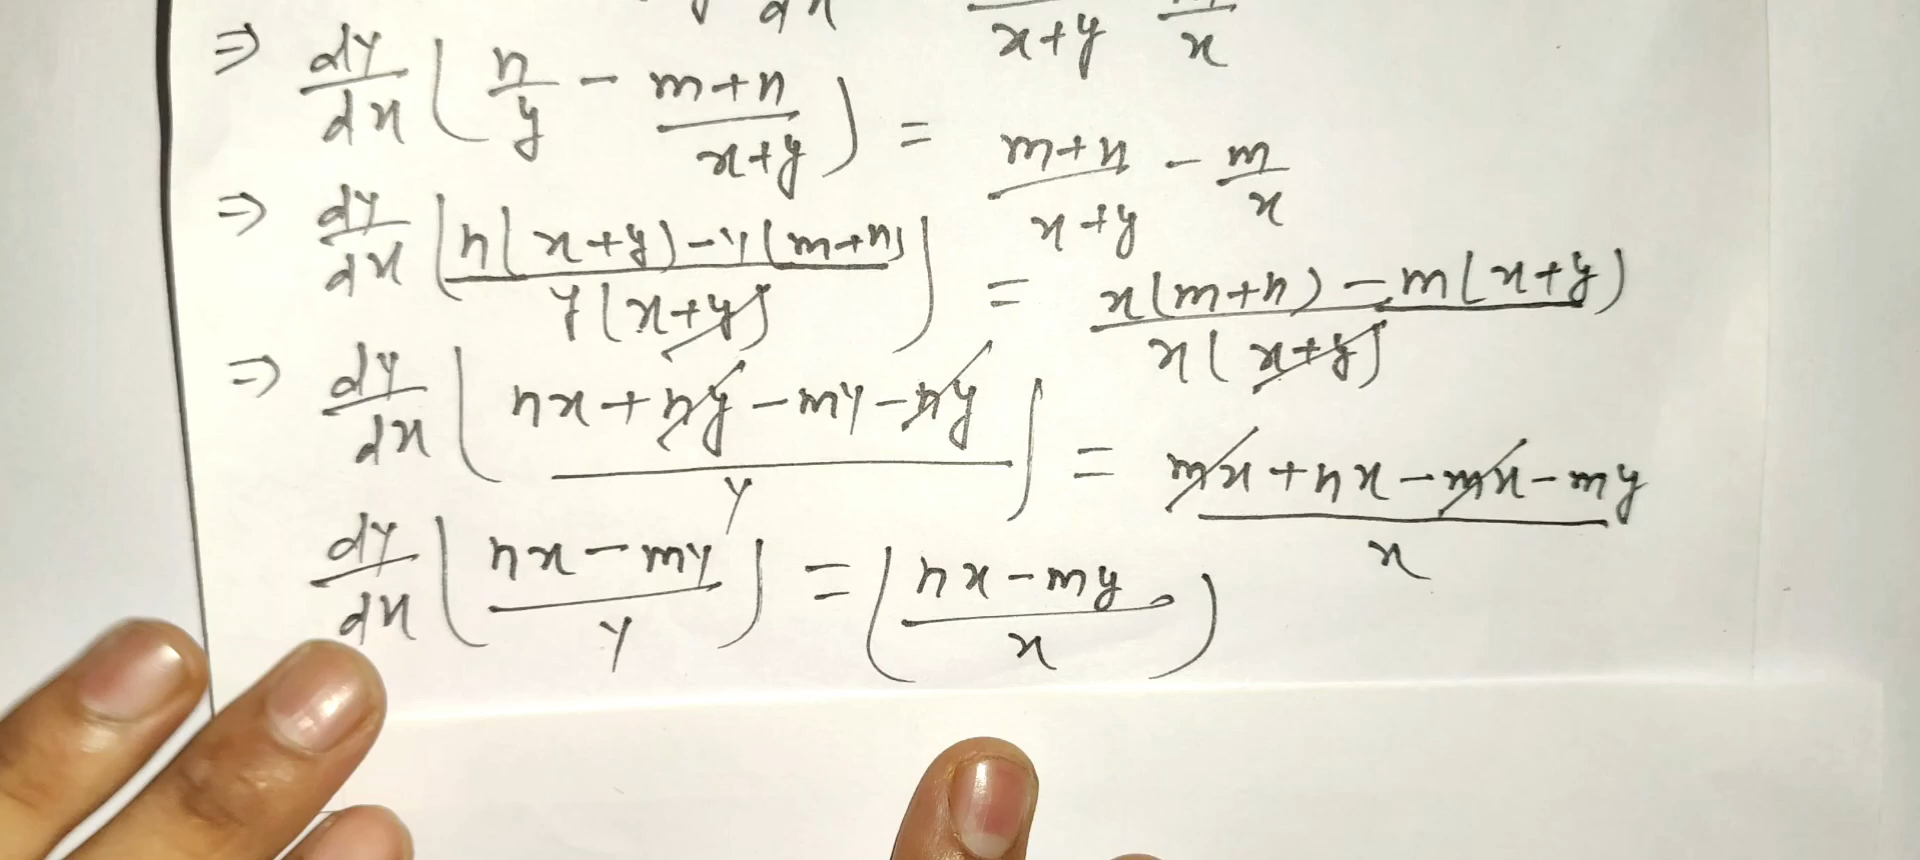 ⇒ dy/dx (n/y - m+n/x+y) = m+n/x+y - m/x
⇒ dy/dx (n(x+y)-y(m+n)/y(x+y)) = x(m+n)-m(x+y)/x(x+y)
⇒ dy/dx (nx+ny-my-ny/y) = mx+nx-mx-my/x
dy/dx (nx-my/y) = (nx-my/x)